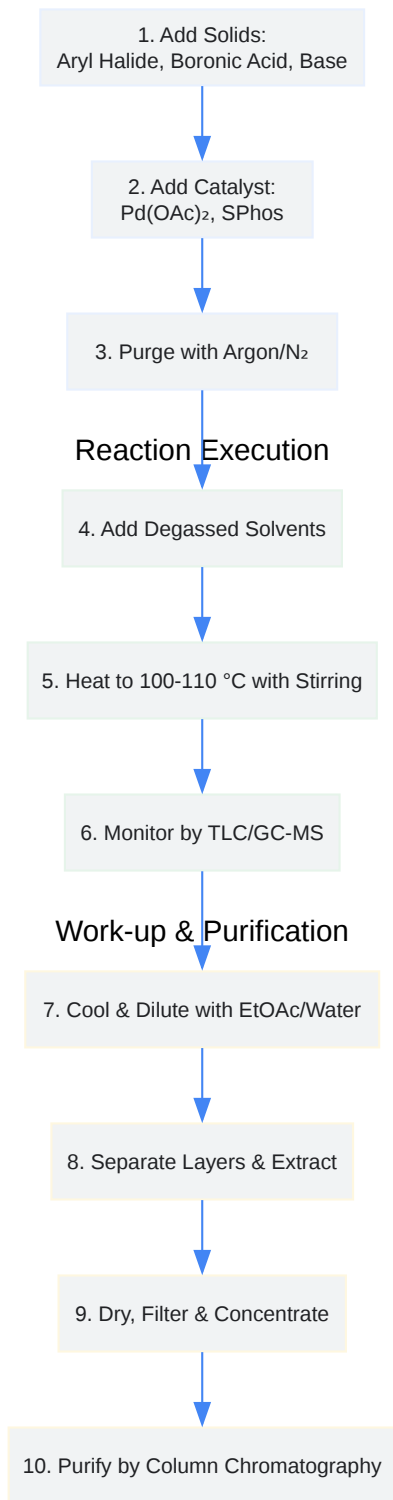 1. Add Solids:
Aryl Halide, Boronic Acid, Base
2. Add Catalyst:
Pd(OAc)₂, SPhos
3. Purge with Argon/N₂
Reaction Execution
4. Add Degassed Solvents
5. Heat to 100-110 °C with Stirring
6. Monitor by TLC/GC-MS
Work-up & Purification
7. Cool & Dilute with EtOAc/Water
8. Separate Layers & Extract
9. Dry, Filter & Concentrate
10. Purify by Column Chromatography